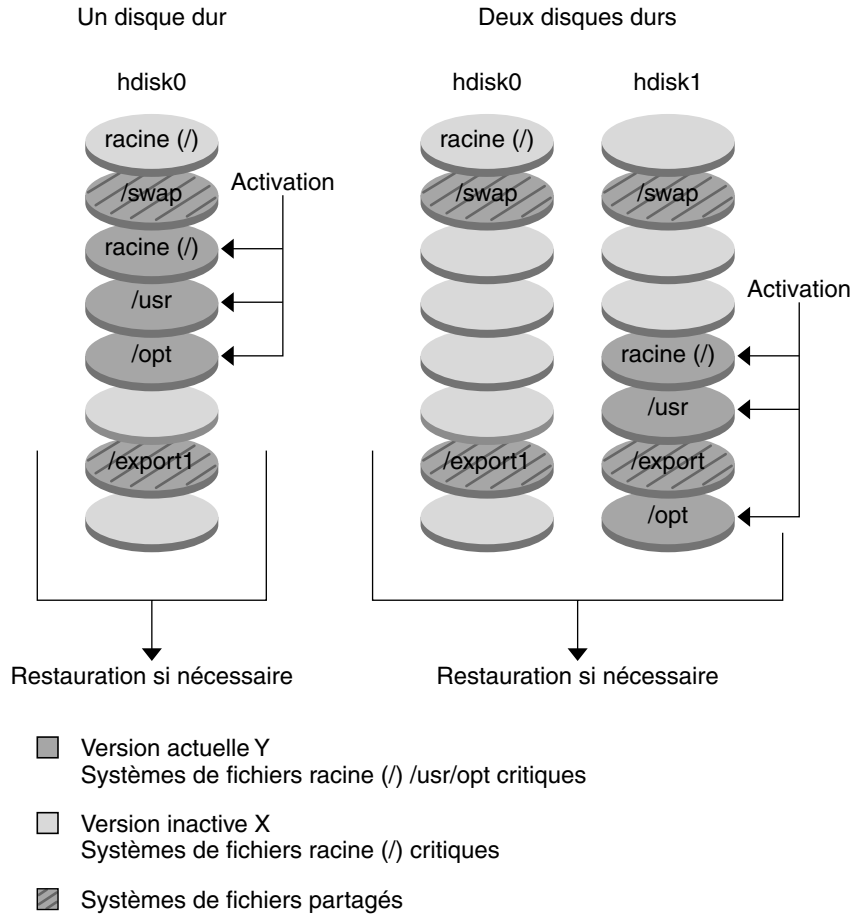 Un disque dur
Deux disques durs
hdisk0
racine (/)
/swap
Activation
racine (/)
/usr
/opt
/export1
Restauration si nécessaire
hdisk0
hdisk1
racine (/)
/swap
/swap
Activation
racine (/)
/usr
/export1
/export
/opt
Restauration si nécessaire
Version actuelle Y
Systèmes de fichiers racine (/) /usr/opt critiques
Version inactive X
Systèmes de fichiers racine (/) critiques
Systèmes de fichiers partagés